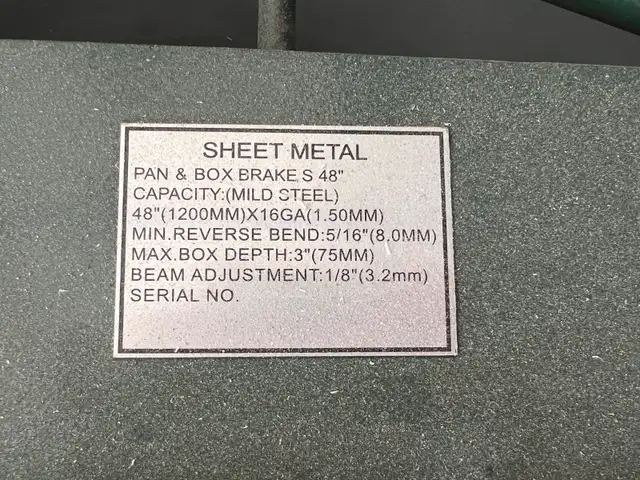 SHEET METAL
PAN & BOX BRAKE S 48"
CAPACITY:(MILD STEEL)
48"(1200MM)X16GA(1.50MM)
MIN.REVERSE BEND:5/16"(8.0MM)
MAX.BOX DEPTH:3"(75MM)
BEAM ADJUSTMENT:1/8"(3.2mm)
SERIAL NO.